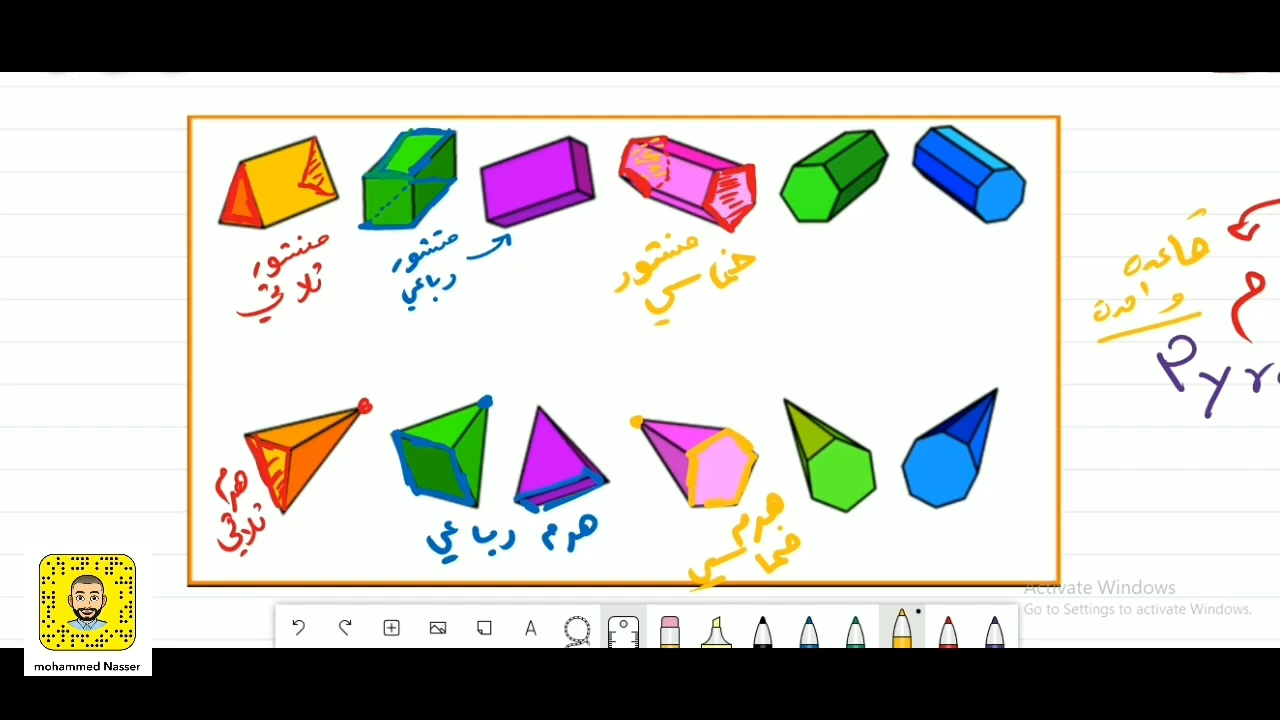 منشور
ثلاثي
منشور
رباعي
منشور
خماسي
قاعدة
واحدة
م
Pyr
هرم
ثلاثي
هرم رباعي
هرم
خماسي
Activate Windows
Go to Settings to activate Windows.
mohammed Nasser
A